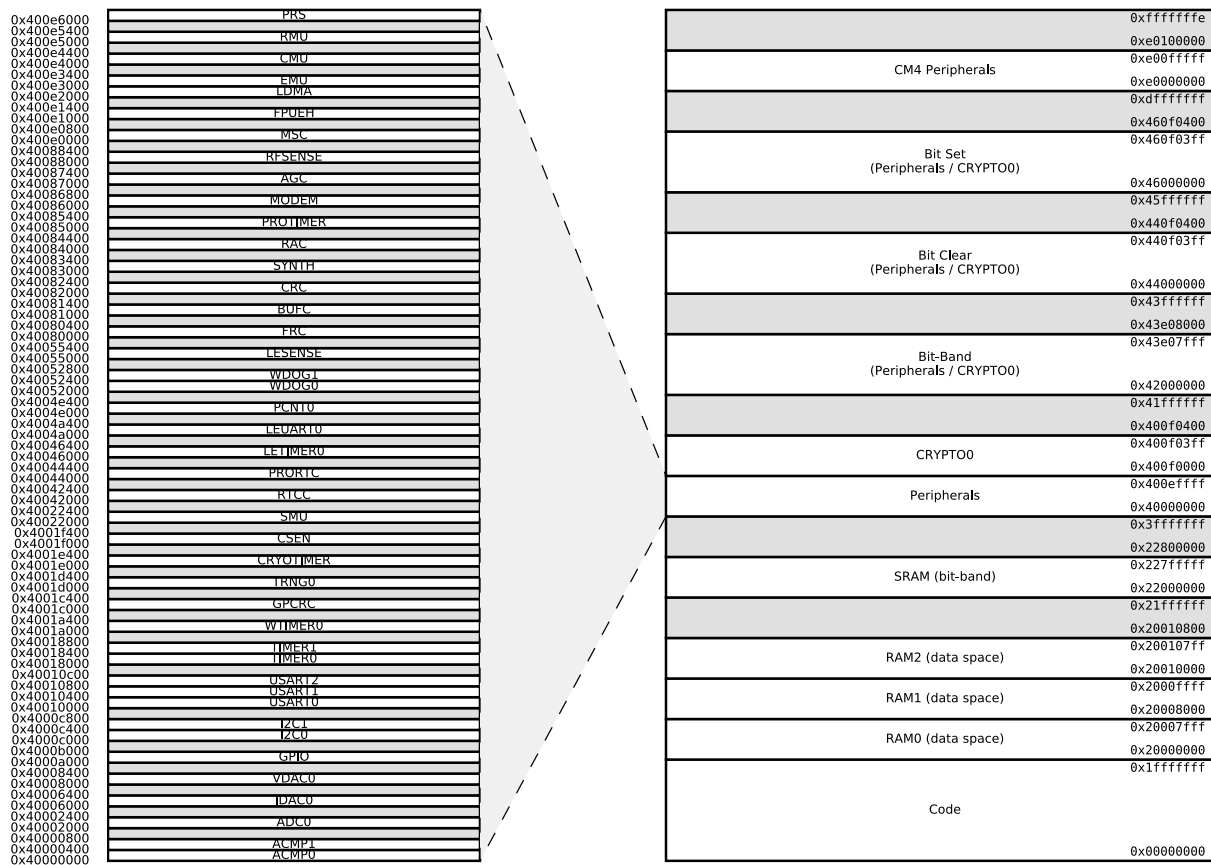 0x400e6000
0x400e5400
0x400e5000
0x400e4400
0x400e4000
0x400e3400
0x400e3000
0x400e2000
0x400e1400
0x400e1000
0x400e0800
0x400e0000
0x40088400
0x40088000
0x40087400
0x40087000
0x40086800
0x40086000
0x40085400
0x40085000
0x40084400
0x40084000
0x40083400
0x40083000
0x40082400
0x40082000
0x40081400
0x40081000
0x40080400
0x40080000
0x40055400
0x40055000
0x40052800
0x40052400
0x40052000
0x4004e400
0x4004e000
0x4004a400
0x4004a000
0x40046400
0x40046000
0x40044400
0x40044000
0x40042400
0x40042000
0x40022400
0x40022000
0x4001f400
0x4001f000
0x4001e400
0x4001e000
0x4001d400
0x4001d000
0x4001c400
0x4001c000
0x4001a400
0x4001a000
0x40018800
0x40018400
0x40018000
0x40010c00
0x40010800
0x40010400
0x40010000
0x4000c800
0x4000c400
0x4000c000
0x4000b000
0x4000a000
0x40008400
0x40008000
0x40006400
0x40006000
0x40002400
0x40002000
0x40000800
0x40000400
0x40000000
PRS
RMU
CMU
EMU
LDMA
FPUEH
MSC
RFSENSE
AGC
MODEM
PROTIMER
RAC
SYNTH
CRC
BUFC
FRC
LESENSE
WDOG1
WDOG0
PCNT0
LEUART0
LETIMER0
PRORTC
RTCC
SMU
CSEN
CRYOTIMER
TRNG0
GPCRC
WTIMER0
TIMER1
TIMER0
USART2
USART1
USART0
I2C1
I2C0
GPIO
VDAC0
IDAC0
ADC0
ACMP1
ACMP0
0xfffffffe
0xe0100000
0xe00fffff
CM4 Peripherals
0xe0000000
0xdfffffff
0x460f0400
0x460f03ff
Bit Set
(Peripherals / CRYPTO0)
0x46000000
0x45ffffff
0x440f0400
0x440f03ff
Bit Clear
(Peripherals / CRYPTO0)
0x44000000
0x43ffffff
0x43e08000
0x43e07fff
Bit-Band
(Peripherals / CRYPTO0)
0x42000000
0x41ffffff
0x400f0400
0x400f03ff
CRYPTO0
0x400f0000
0x400effff
Peripherals
0x40000000
0x3fffffff
0x22800000
0x227fffff
SRAM (bit-band)
0x22000000
0x21ffffff
0x20010800
0x200107ff
RAM2 (data space)
0x20010000
0x2000ffff
RAM1 (data space)
0x20008000
0x20007fff
RAM0 (data space)
0x20000000
0x1fffffff
Code
0x00000000